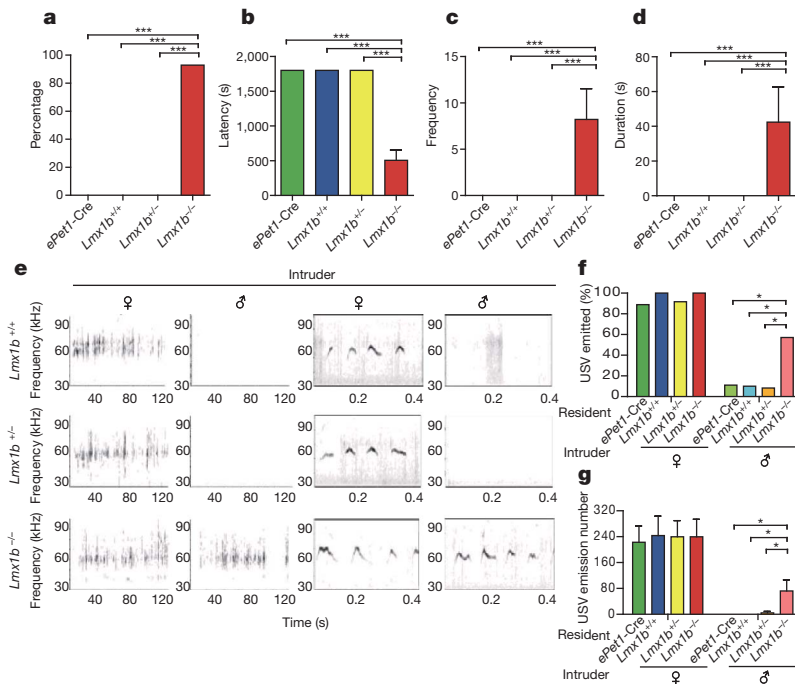 a
b
c
d
Percentage
100
80
60
40
20
0
***
***
***
ePet1-Cre
Lmx1b+/+
Lmx1b+/−
Lmx1b−/−
Latency (s)
2,000
1,500
1,000
500
0
***
***
***
ePet1-Cre
Lmx1b+/+
Lmx1b+/−
Lmx1b−/−
Frequency
15
10
5
0
***
***
***
ePet1-Cre
Lmx1b+/+
Lmx1b+/−
Lmx1b−/−
Duration (s)
80
60
40
20
0
***
***
***
ePet1-Cre
Lmx1b+/+
Lmx1b+/−
Lmx1b−/−
e
Intruder
♀ ♂ ♀ ♂
Lmx1b +/+
Frequency (kHz)
90 90 90 90
60 60 60 60
30 30 30 30
40 80 120 40 80 120 0.2 0.4 0.2 0.4
Lmx1b +/−
Frequency (kHz)
90 90 90 90
60 60 60 60
30 30 30 30
40 80 120 40 80 120 0.2 0.4 0.2 0.4
Lmx1b −/−
Frequency (kHz)
90 90 90 90
60 60 60 60
30 30 30 30
40 80 120 40 80 120 0.2 0.4 0.2 0.4
Time (s)
f
USV emitted (%)
100
80
60
40
20
0
*
*
*
Resident
ePet1-Cre
Lmx1b+/+
Lmx1b+/−
Lmx1b−/−
ePet1-Cre
Lmx1b+/+
Lmx1b+/−
Lmx1b−/−
Intruder
♀ ♂
g
USV emission number
320
240
160
80
0
*
*
*
Resident
ePet1-Cre
Lmx1b+/+
Lmx1b+/−
Lmx1b−/−
ePet1-Cre
Lmx1b+/+
Lmx1b+/−
Lmx1b−/−
Intruder
♀ ♂